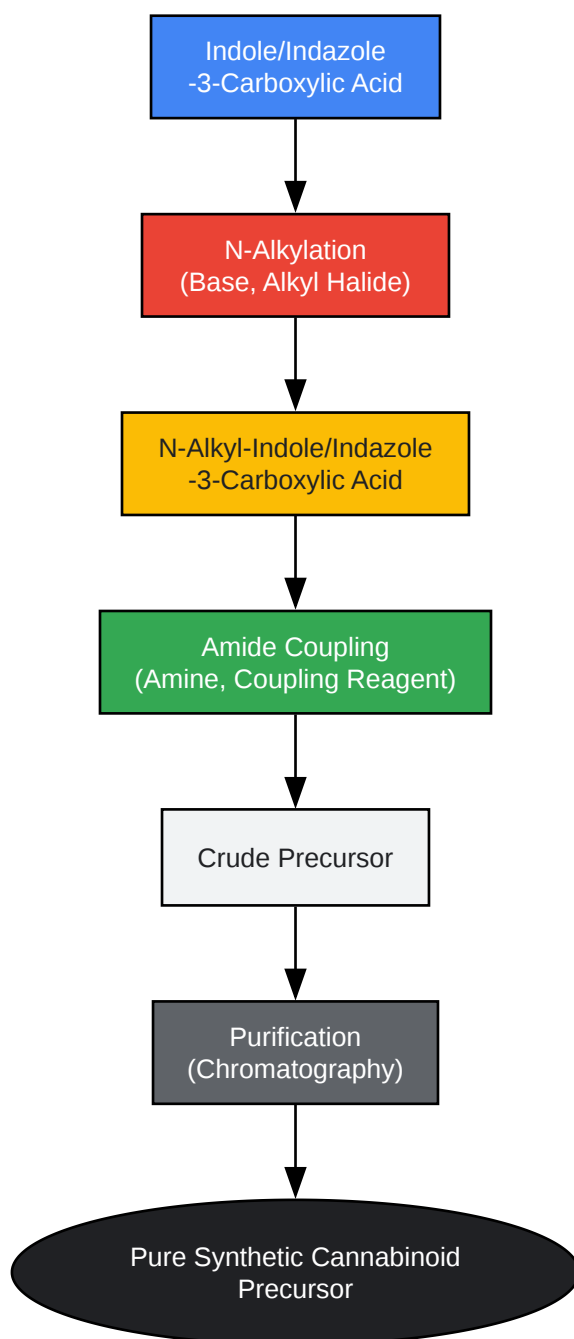 Indole/Indazole
-3-Carboxylic Acid
N-Alkylation
(Base, Alkyl Halide)
N-Alkyl-Indole/Indazole
-3-Carboxylic Acid
Amide Coupling
(Amine, Coupling Reagent)
Crude Precursor
Purification
(Chromatography)
Pure Synthetic Cannabinoid
Precursor